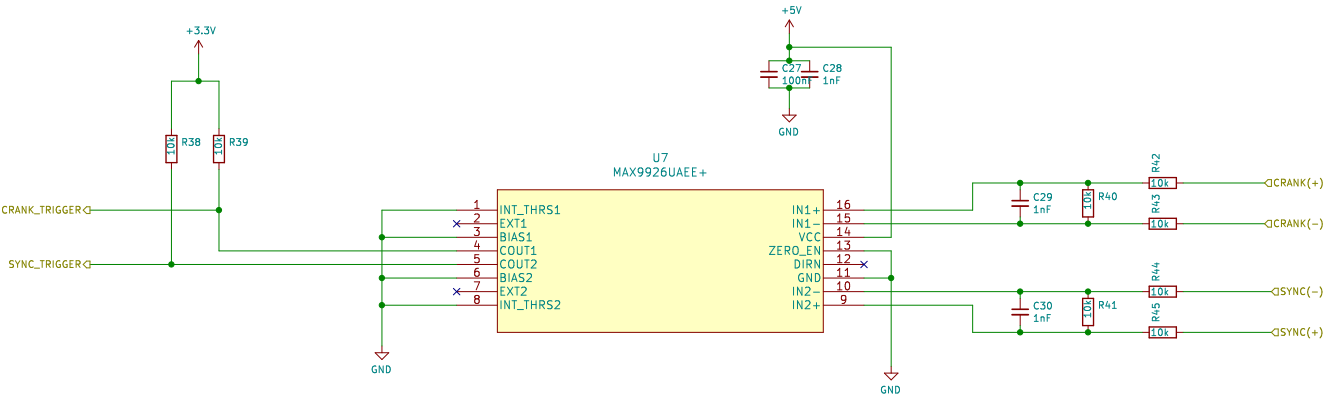 +5V
+3.3V
C27
100nF
C28
1nF
GND
R38
10k
R39
10k
U7
MAX9926UAEE+
CRANK_TRIGGER
SYNC_TRIGGER
1
2
3
4
5
6
7
8
INT_THRS1
EXT1
BIAS1
COUT1
COUT2
BIAS2
EXT2
INT_THRS2
IN1+
IN1-
VCC
ZERO_EN
DIRN
GND
IN2-
IN2+
16
15
14
13
12
11
10
9
C29
1nF
R40
10k
R42
10k
CRANK(+)
R43
10k
CRANK(-)
C30
1nF
R41
10k
R44
10k
SYNC(-)
R45
10k
SYNC(+)
GND
GND